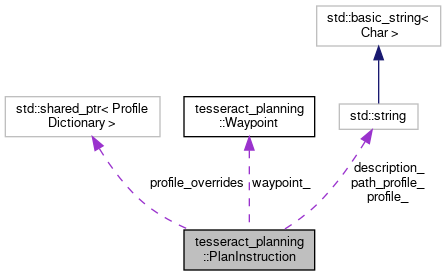 std::basic_string<
Char >
std::shared_ptr< Profile
Dictionary >
tesseract_planning
::Waypoint
std::string
profile_overrides
waypoint_
description_
path_profile_
profile_
tesseract_planning
::PlanInstruction